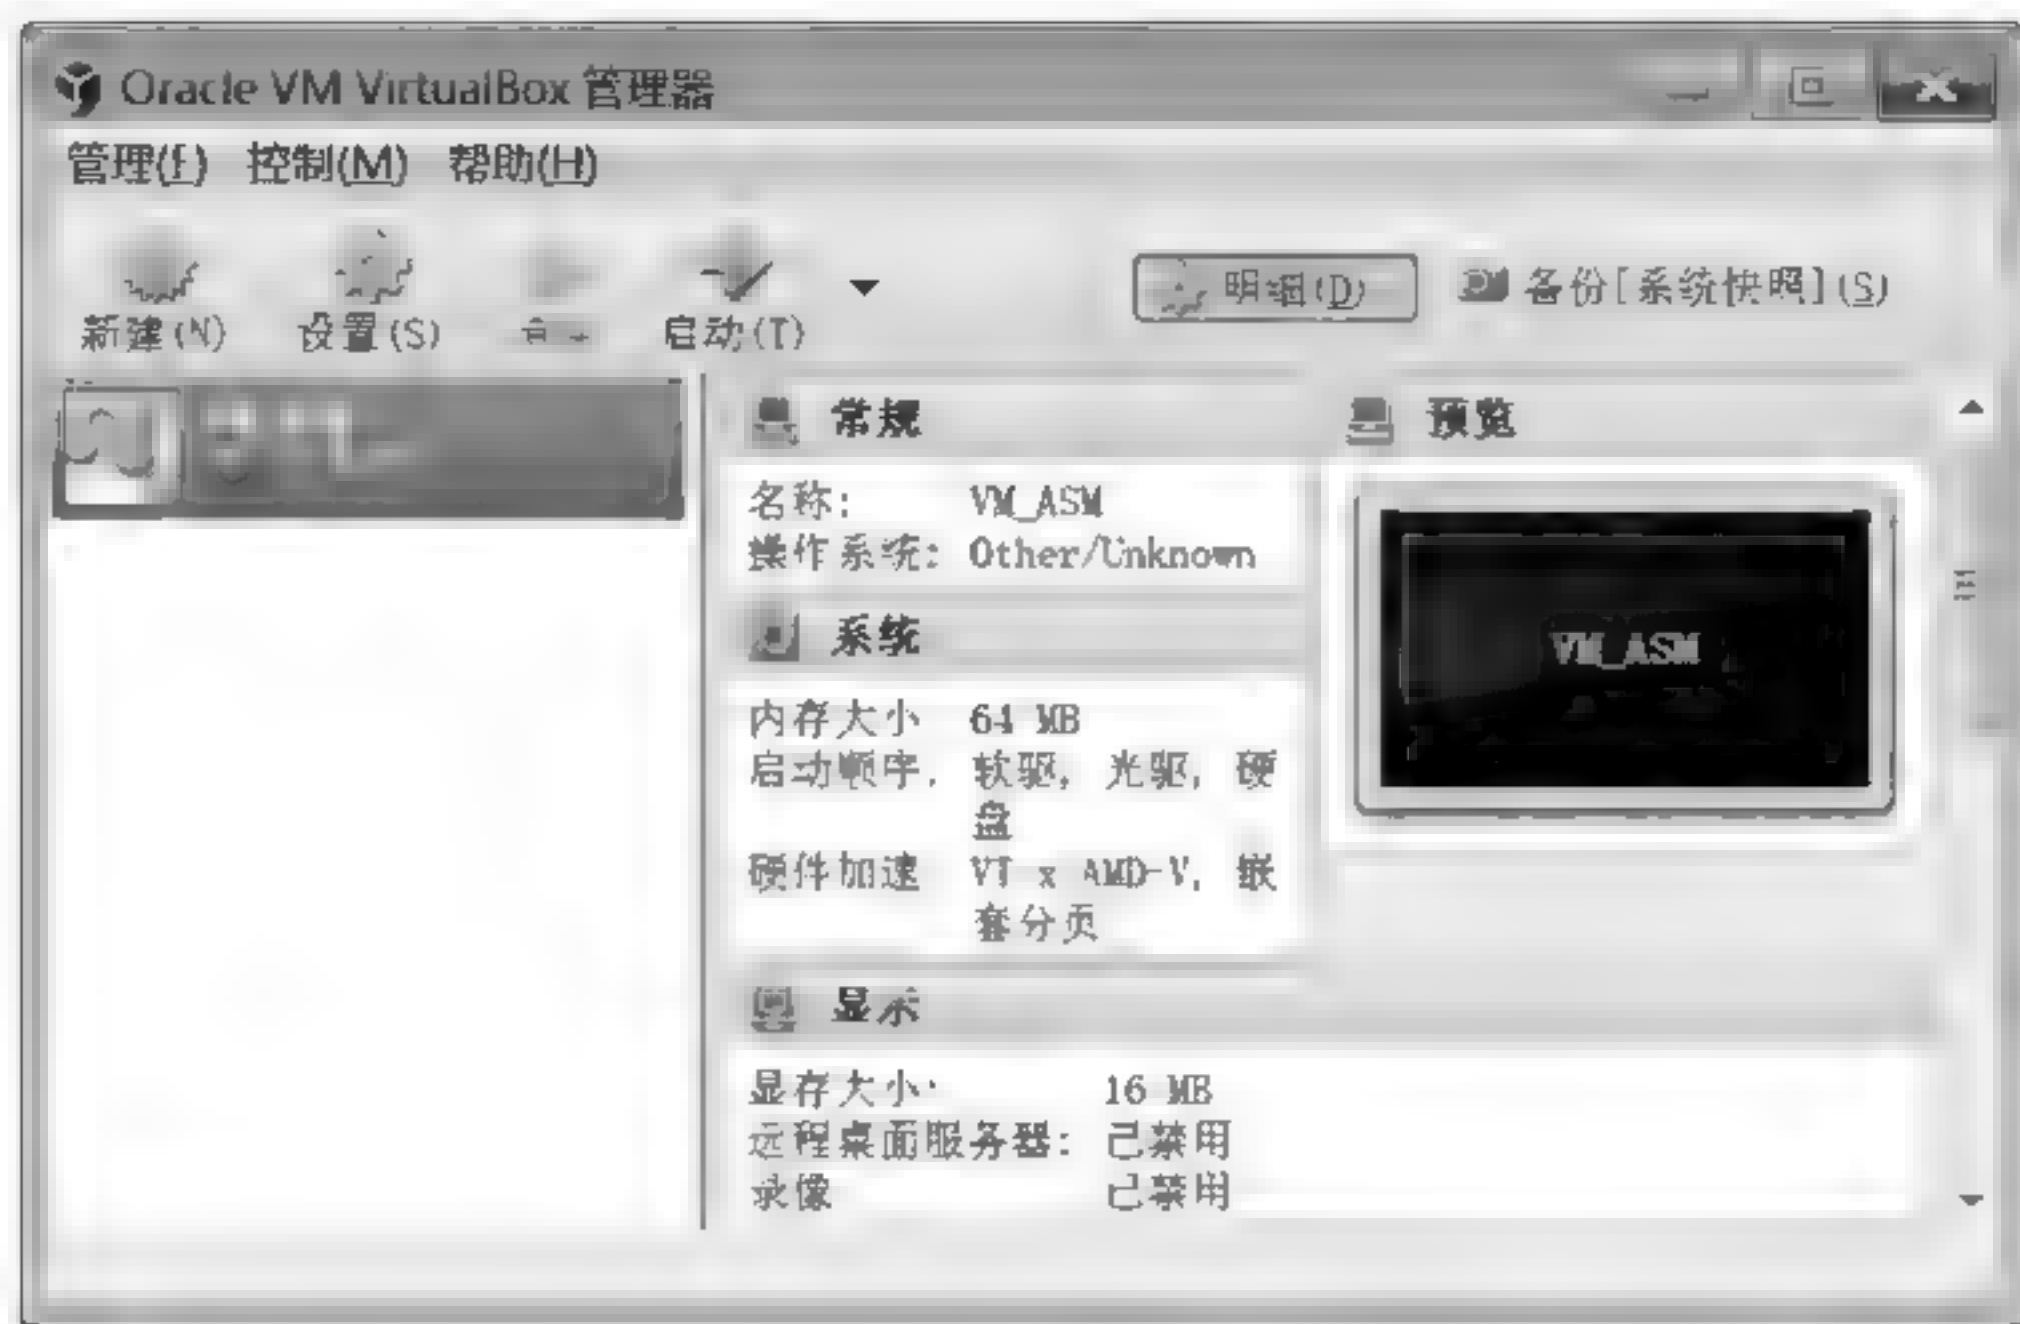 Oracle VM VirtualBox 管理器
管理(F) 控制(M) 帮助(H)
新建(N) 设置(S) 启动(T) 明细(D) 备份[系统快照](S)
常规
名称: VM_ASM
操作系统: Other/Unknown
系统
内存大小 64 MB
启动顺序. 软驱, 光驱, 硬
盘
硬件加速 VT x AMD-V, 嵌
套分页
预览
VM_ASM
显示
显存大小: 16 MB
远程桌面服务器: 已禁用
录像 已禁用